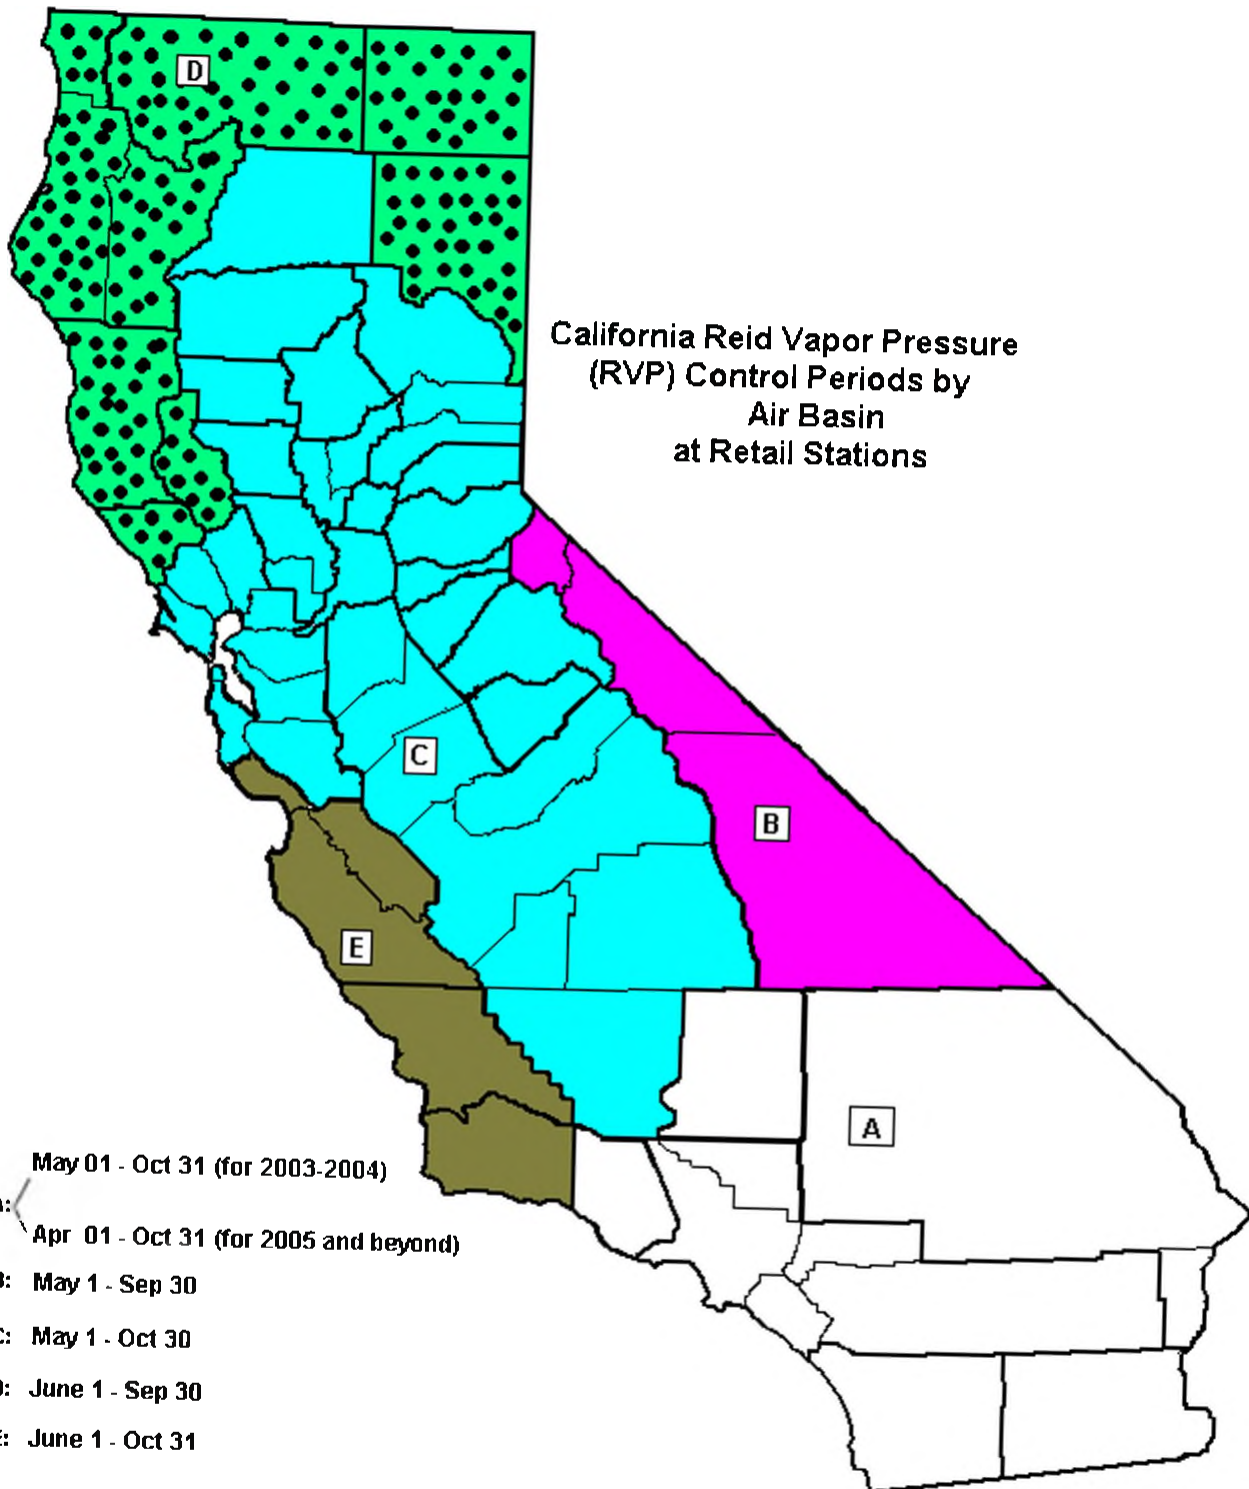 D
California Reid Vapor Pressure
(RVP) Control Periods by
Air Basin
at Retail Stations
C
B
E
A
May 01 - Oct 31 (for 2003-2004)
Apr 01 - Oct 31 (for 2005 and beyond)
May 1 - Sep 30
C: May 1 - Oct 30
June 1 - Sep 30
E: June 1 - Oct 31